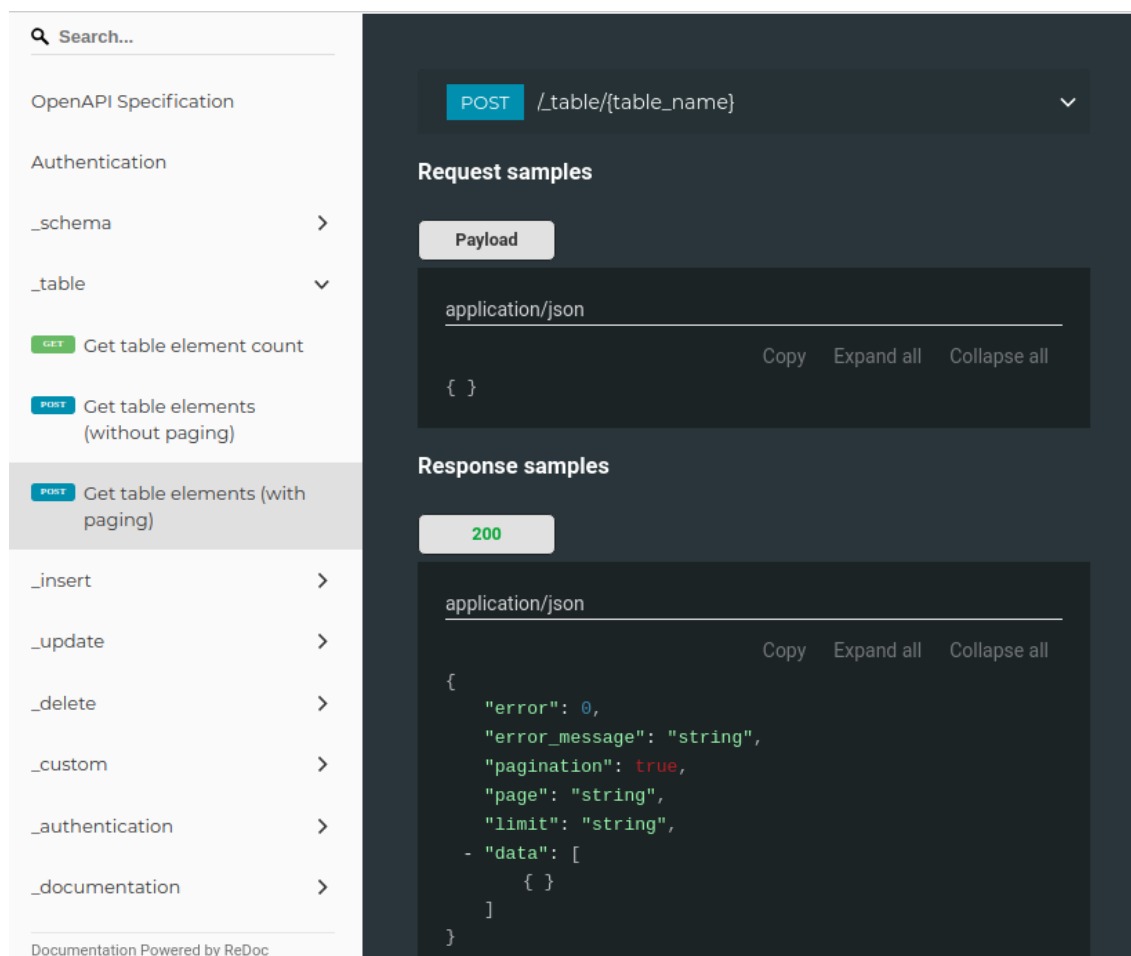 Search...
OpenAPI Specification
Authentication
_schema
_table
GET Get table element count
POST Get table elements
(without paging)
POST Get table elements (with
paging)
_insert
_update
_delete
_custom
_authentication
_documentation
Documentation Powered by ReDoc
POST /_table/{table_name}
Request samples
Payload
application/json
Copy Expand all Collapse all
{ }
Response samples
200
application/json
Copy Expand all Collapse all
{
"error": 0,
"error_message": "string",
"pagination": true,
"page": "string",
"limit": "string",
- "data": [
{ }
]
}